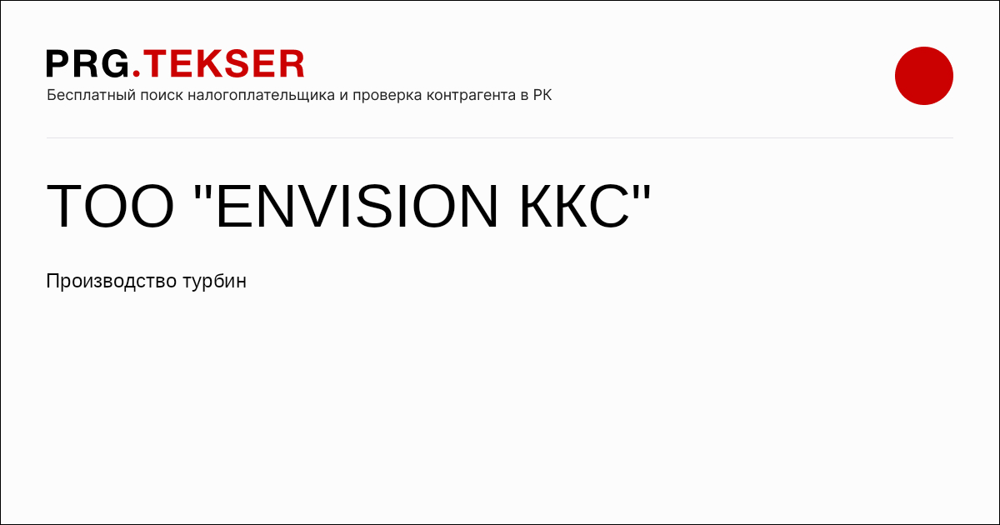 PRG.TEKSER
Бесплатный поиск налогоплательщика и проверка контрагента в РК
ТОО "ENVISION ККС"
Производство турбин